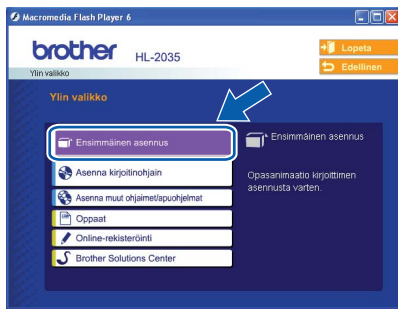 Macromedia Flash Player 6
brother HL-2035
Lopeta
Edellinen
Ylin valikko
Ylin valikko
Ensimmäinen asennus
Asenna kirjoitinohjain
Asenna muut ohjaimet/apuohjelmat
Oppaat
Online-rekisteröinti
Brother Solutions Center
Ensimmäinen asennus
Opasanimaatio kirjoittimen
asennusta varten.